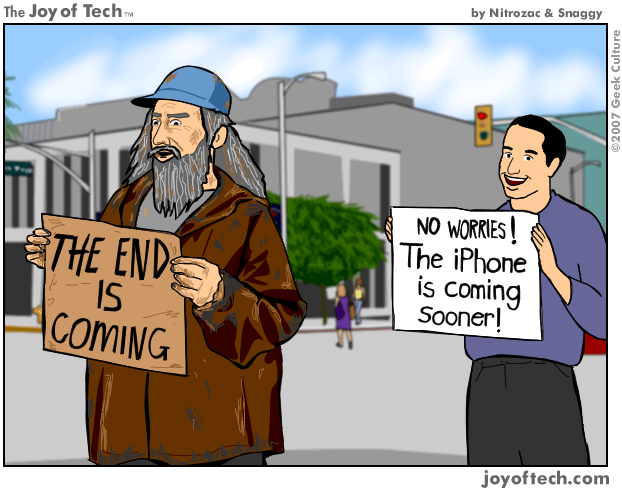 The Joy of Tech™
by Nitrozac & Snaggy
©2007 Geek Culture
THE END
IS
COMING
NO WORRIES!
The iPhone
is coming
sooner!
joyoftech.com